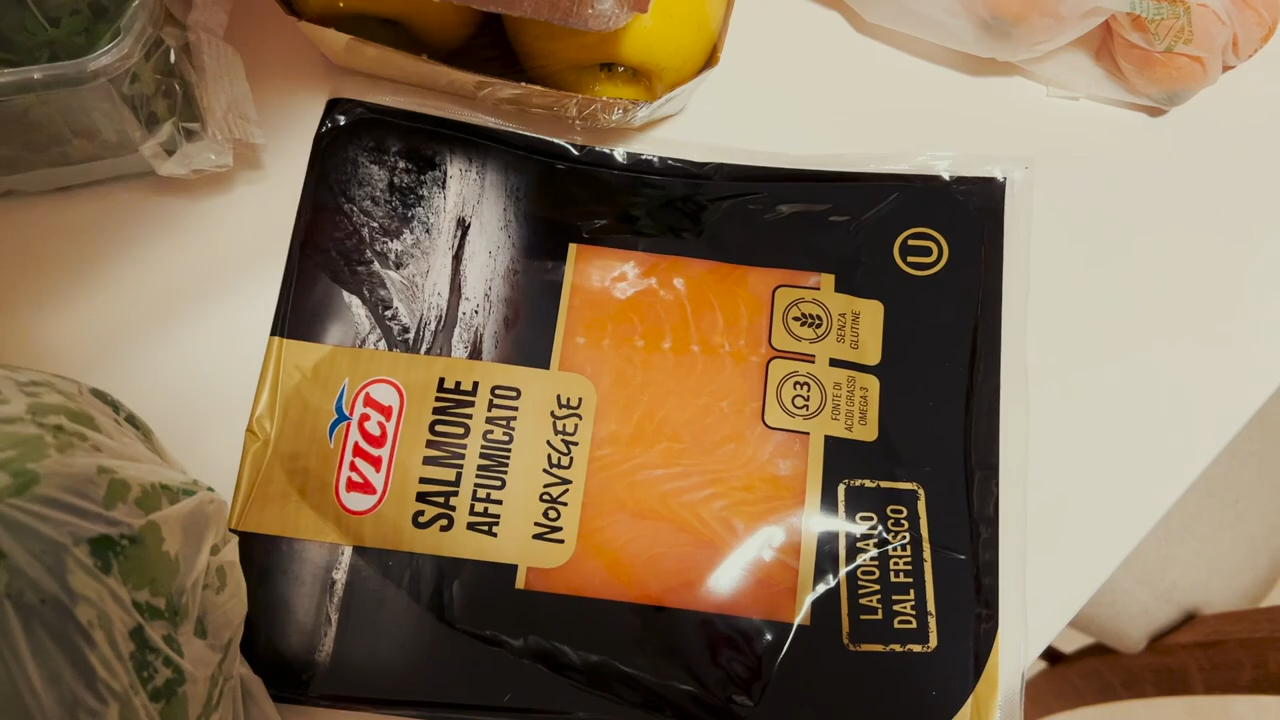 VICI
SALMONE
AFFUMICATO
NORVEGESE
U
SENZA
GLUTINE
Ω3
FONTE DI
ACIDI GRASSI
OMEGA-3
LAVORATO
DAL FRESCO